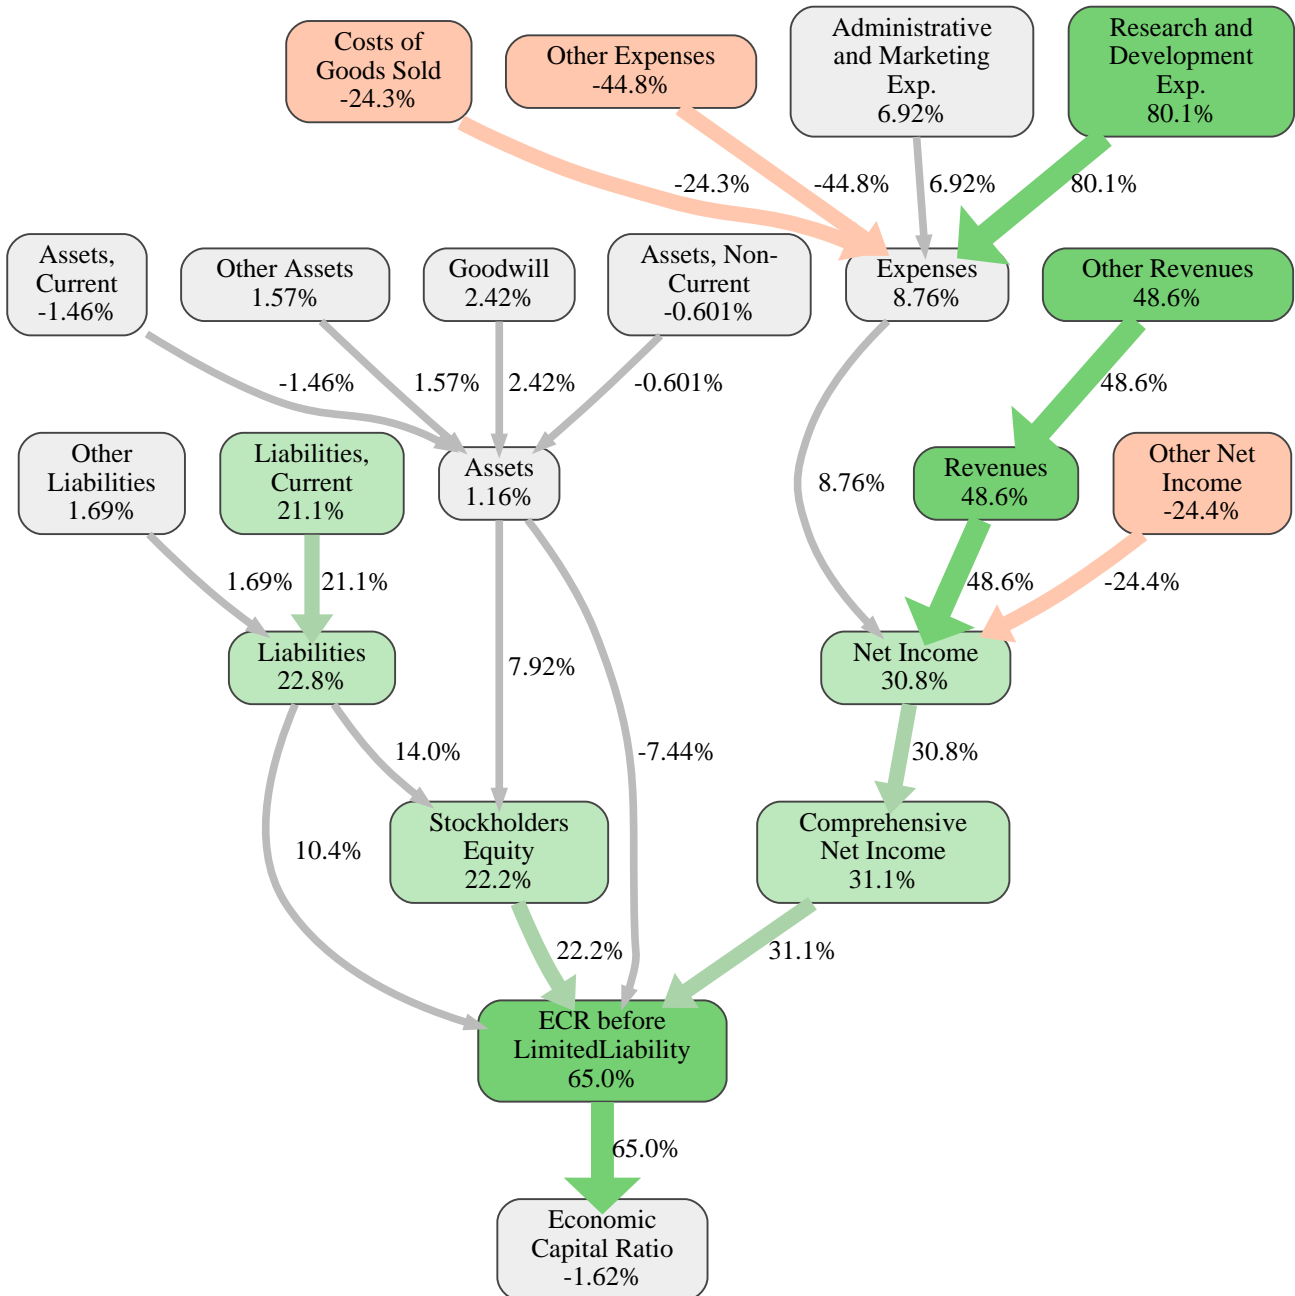 Costs of
Goods Sold
-24.3%
Other Expenses
-44.8%
Administrative
and Marketing
Exp.
6.92%
Research and
Development
Exp.
80.1%
-24.3%
-44.8%
6.92%
80.1%
Assets,
Current
-1.46%
Other Assets
1.57%
Goodwill
2.42%
Assets, Non-
Current
-0.601%
Expenses
8.76%
Other Revenues
48.6%
-1.46%
1.57%
2.42%
-0.601%
48.6%
Other
Liabilities
1.69%
Liabilities,
Current
21.1%
Assets
1.16%
8.76%
Revenues
48.6%
Other Net
Income
-24.4%
1.69%
21.1%
48.6%
-24.4%
Liabilities
22.8%
7.92%
Net Income
30.8%
14.0%
-7.44%
30.8%
10.4%
Stockholders
Equity
22.2%
Comprehensive
Net Income
31.1%
22.2%
31.1%
ECR before
LimitedLiability
65.0%
65.0%
Economic
Capital Ratio
-1.62%